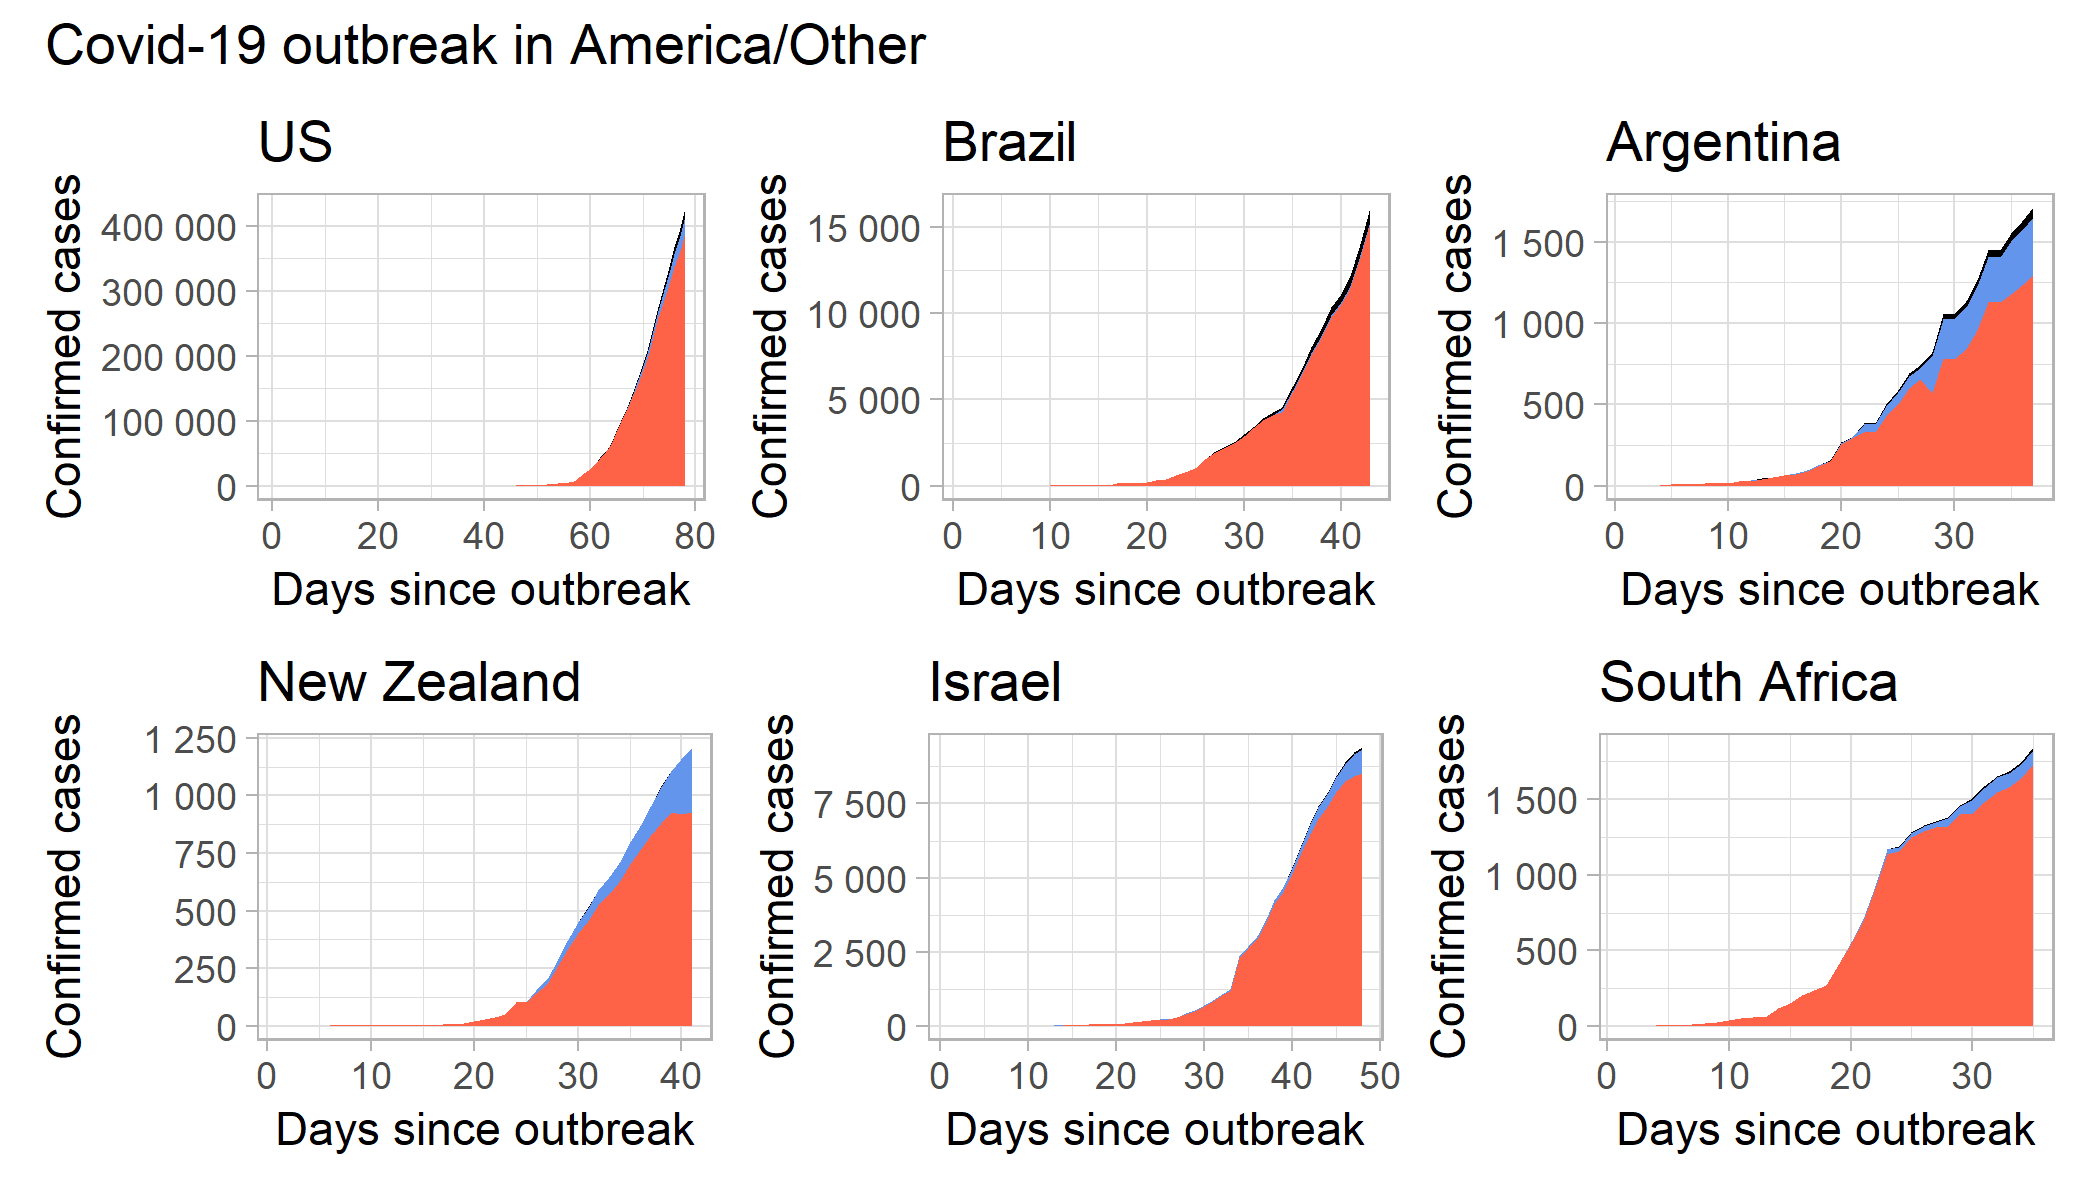 Covid-19 outbreak in America/Other
US
Confirmed cases
400 000
300 000
200 000
100 000
0
0 20 40 60 80
Days since outbreak
Brazil
Confirmed cases
15 000
10 000
5 000
0
0 10 20 30 40
Days since outbreak
Argentina
Confirmed cases
1 500
1 000
500
0
0 10 20 30
Days since outbreak
New Zealand
Confirmed cases
1 250
1 000
750
500
250
0
0 10 20 30 40
Days since outbreak
Israel
Confirmed cases
7 500
5 000
2 500
0
0 10 20 30 40 50
Days since outbreak
South Africa
Confirmed cases
1 500
1 000
500
0
0 10 20 30
Days since outbreak